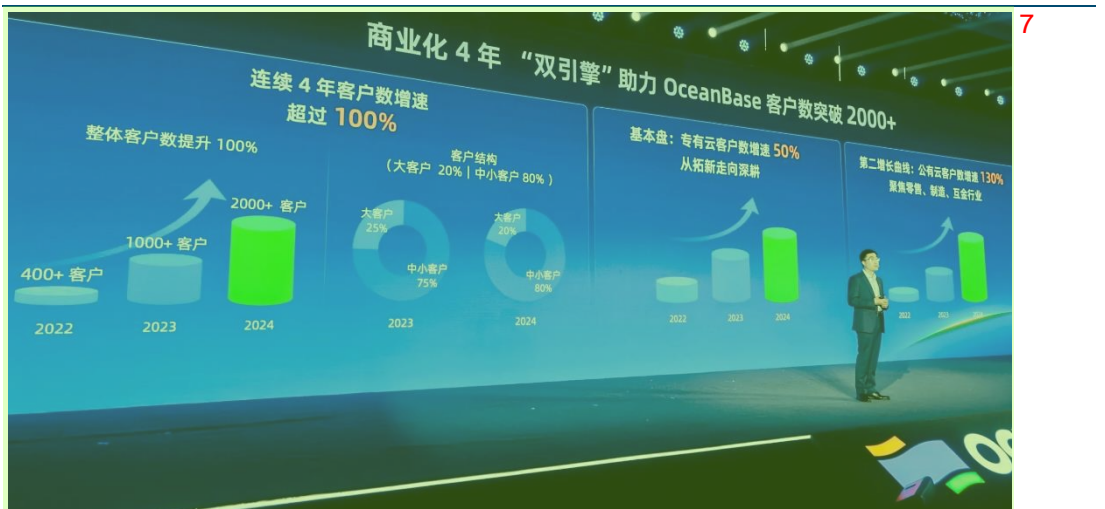 7
商业化 4 年 “双引擎” 助力 OceanBase 客户数突破 2000+
连续 4 年客户数增速
超过 100%
整体客户数提升 100%
400+ 客户
1000+ 客户
2000+ 客户
2022
2023
2024
客户结构
（大客户 20% | 中小客户 80% ）
大客户
25%
中小客户
75%
2023
大客户
20%
中小客户
80%
2024
基本盘：专有云客户数增速 50%
从拓新走向深耕
2022
2023
2024
第二增长曲线：公有云客户数增速 130%
聚焦零售、制造、互金行业
2022
2023